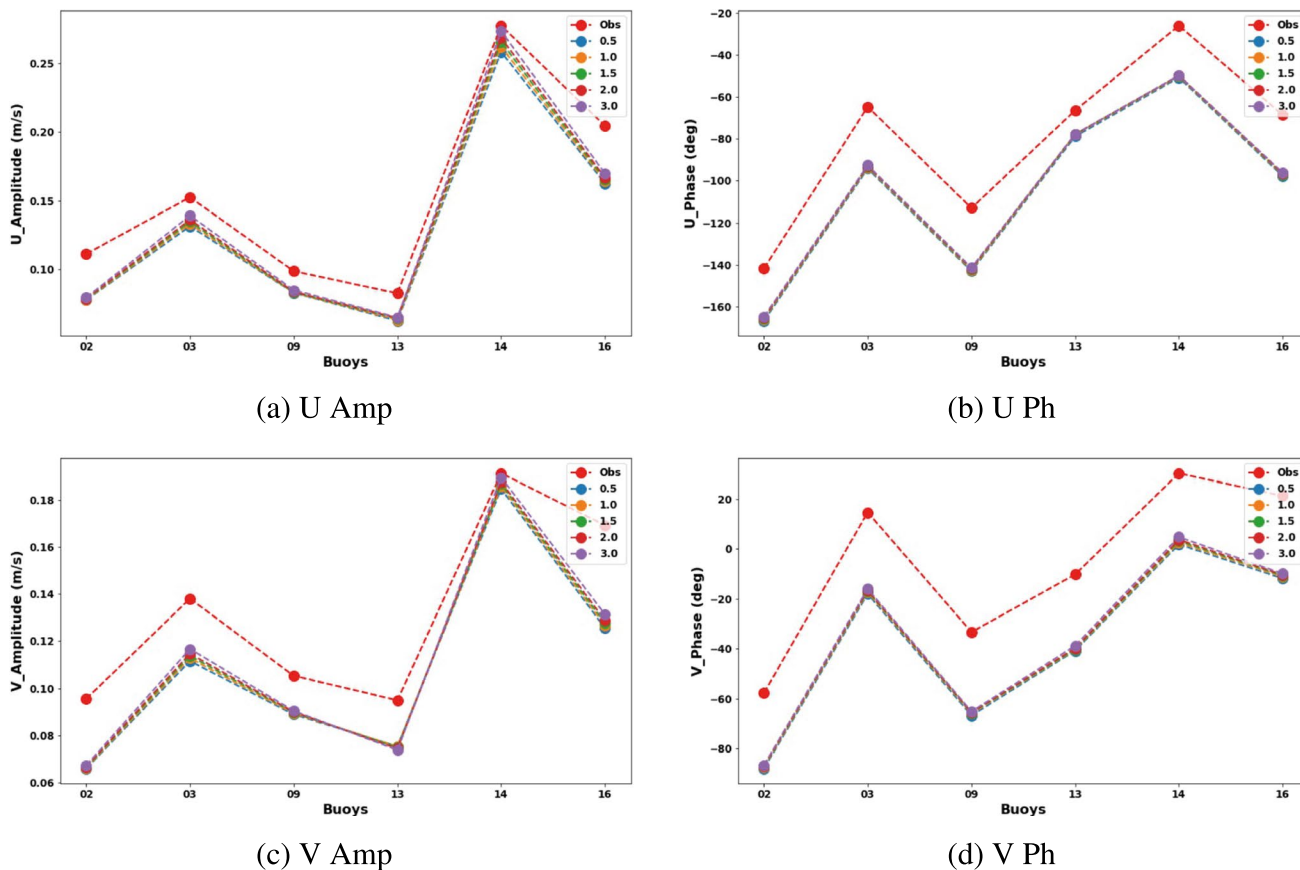 0.25
0.20
0.15
0.10
U_Amplitude (m/s)
02 03 09 13 14 16
Buoys
Obs
0.5
1.0
1.5
2.0
3.0
(a) U Amp
−20
−40
−60
−80
−100
−120
−140
−160
U_Phase (deg)
02 03 09 13 14 16
Buoys
Obs
0.5
1.0
1.5
2.0
3.0
(b) U Ph
0.18
0.16
0.14
0.12
0.10
0.08
0.06
V_Amplitude (m/s)
02 03 09 13 14 16
Buoys
Obs
0.5
1.0
1.5
2.0
3.0
(c) V Amp
20
0
−20
−40
−60
−80
V_Phase (deg)
02 03 09 13 14 16
Buoys
Obs
0.5
1.0
1.5
2.0
3.0
(d) V Ph